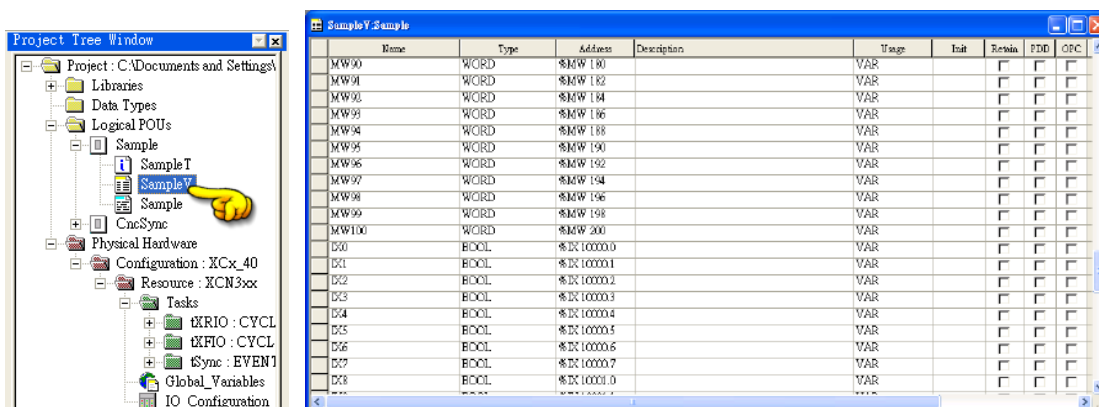 Project Tree Window
Project : C:\Documents and Settings\
Libraries
Data Types
Logical POUs
Sample
SampleT
SampleV
Sample
CncSync
Physical Hardware
Configuration : XCx_40
Resource : XCN3xx
Tasks
tXRIO : CYCL
tXFIO : CYCL
tSync : EVENT
Global_Variables
IO_Configuration
SampleV:Sample
Name Type Address Description Usage Init Retain PDD OPC
MW90 WORD %MW 180 VAR
MW91 WORD %MW 182 VAR
MW92 WORD %MW 184 VAR
MW93 WORD %MW 186 VAR
MW94 WORD %MW 188 VAR
MW95 WORD %MW 190 VAR
MW96 WORD %MW 192 VAR
MW97 WORD %MW 194 VAR
MW98 WORD %MW 196 VAR
MW99 WORD %MW 198 VAR
MW100 WORD %MW 200 VAR
IX0 BOOL %IX 10000.0 VAR
IX1 BOOL %IX 10000.1 VAR
IX2 BOOL %IX 10000.2 VAR
IX3 BOOL %IX 10000.3 VAR
IX4 BOOL %IX 10000.4 VAR
IX5 BOOL %IX 10000.5 VAR
IX6 BOOL %IX 10000.6 VAR
IX7 BOOL %IX 10000.7 VAR
IX8 BOOL %IX 10001.0 VAR